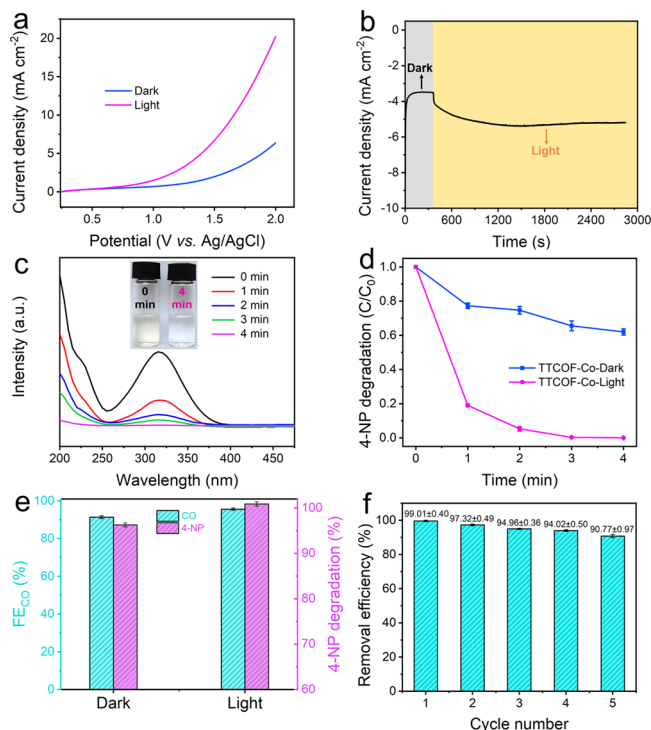 a
Current density (mA cm⁻²)
25
20
15
10
5
0
Dark
Light
0.5
1.0
1.5
2.0
Potential (V vs. Ag/AgCl)
b
Current density (mA cm⁻²)
0
-2
-4
-6
-8
-10
Dark
Light
0
600
1200
1800
2400
3000
Time (s)
c
Intensity (a.u.)
0
min
4
min
0 min
1 min
2 min
3 min
4 min
200
250
300
350
400
450
Wavelength (nm)
d
4-NP degradation (C/C₀)
1.0
0.8
0.6
0.4
0.2
0.0
TTCOF-Co-Dark
TTCOF-Co-Light
0
1
2
3
4
Time (min)
e
FE_CO (%)
100
80
60
40
20
0
CO
4-NP
100
90
80
70
60
4-NP degradation (%)
Dark
Light
f
Removal efficiency (%)
100
80
60
40
20
0
99.01±0.40
97.32±0.49
94.96±0.36
94.02±0.50
90.77±0.97
1
2
3
4
5
Cycle number